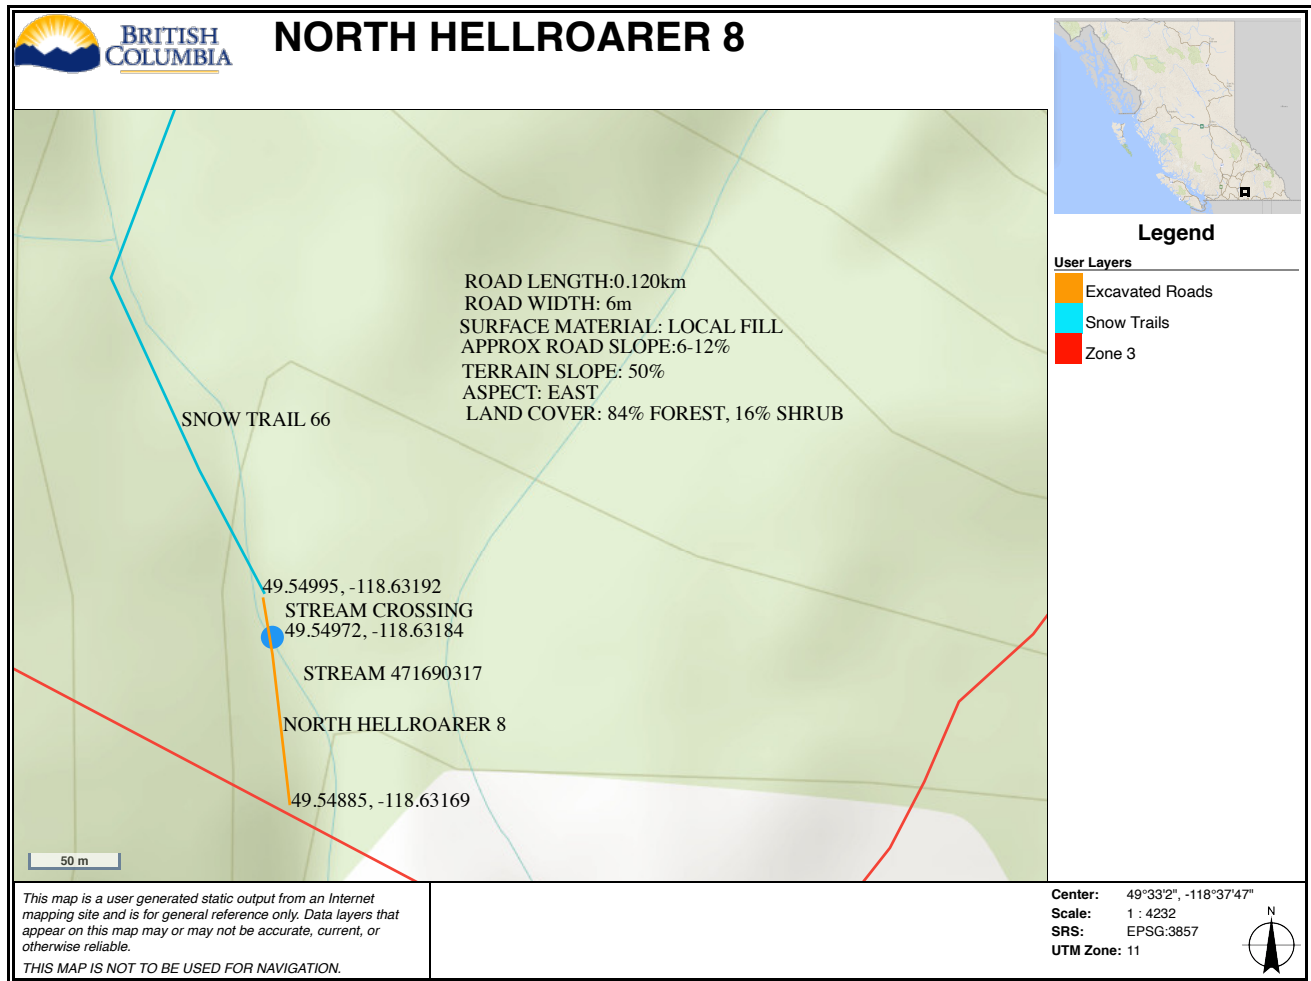 BRITISH
COLUMBIA
NORTH HELLROARER 8
ROAD LENGTH:0.120km
ROAD WIDTH: 6m
SURFACE MATERIAL: LOCAL FILL
APPROX ROAD SLOPE:6-12%
TERRAIN SLOPE: 50%
ASPECT: EAST
LAND COVER: 84% FOREST, 16% SHRUB
SNOW TRAIL 66
49.54995, -118.63192
STREAM CROSSING
49.54972, -118.63184
STREAM 471690317
NORTH HELLROARER 8
49.54885, -118.63169
50 m
Legend
User Layers
Excavated Roads
Snow Trails
Zone 3
This map is a user generated static output from an Internet
mapping site and is for general reference only. Data layers that
appear on this map may or may not be accurate, current, or
otherwise reliable.
THIS MAP IS NOT TO BE USED FOR NAVIGATION.
Center: 49°33'2", -118°37'47"
Scale: 1 : 4232
SRS: EPSG:3857
UTM Zone: 11
N